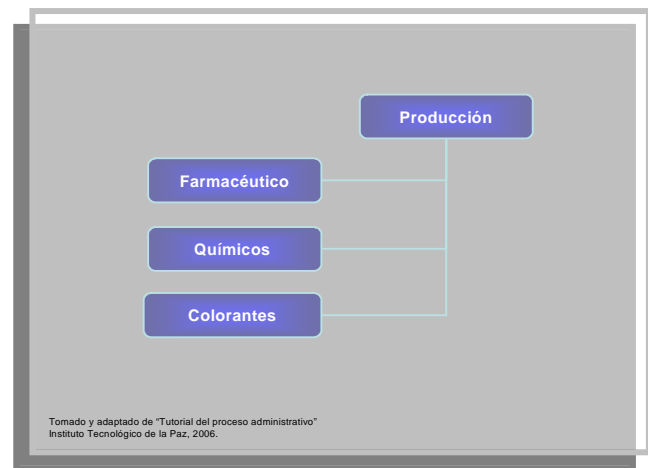 Producción
Farmacéutico
Químicos
Colorantes
Tomado y adaptado de “Tutorial del proceso administrativo”
Instituto Tecnológico de la Paz, 2006.